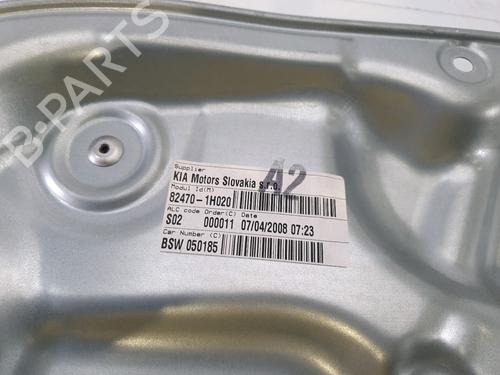 B-PARTS
Supplier
KIA Motors Slovakia s.r.o.
A2
Modul Id(M)
82470-1H020
ALC code Order(C) Date
S02 000011 07/04/2008 07:23
Car Number (C)
BSW 050185